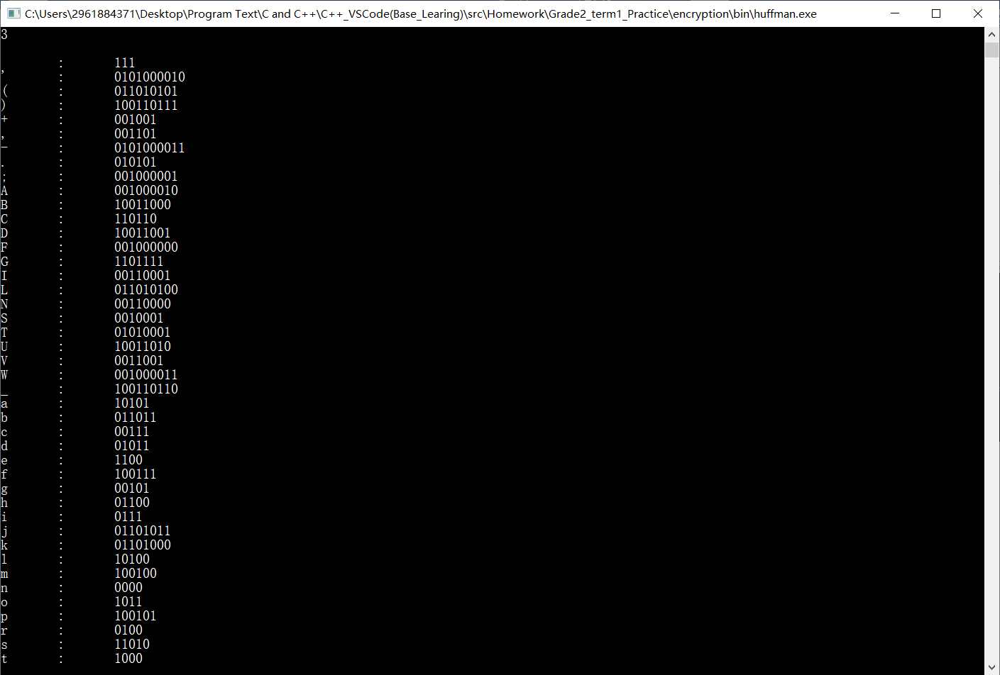 C:\Users\2961884371\Desktop\Program Text\C and C++\C++_VSCode(Base_Learing)\src\Homework\Grade2_term1_Practice\encryption\bin\huffman.exe
3
: 111
' : 0101000010
( : 011010101
) : 100110111
+ : 001001
, : 001101
- : 0101000011
. : 010101
; : 001000001
A : 001000010
B : 10011000
C : 110110
D : 10011001
F : 001000000
G : 1101111
I : 00110001
L : 011010100
N : 00110000
S : 0010001
T : 01010001
U : 10011010
V : 0011001
W : 001000011
_ : 100110110
a : 10101
b : 011011
c : 00111
d : 01011
e : 1100
f : 100111
g : 00101
h : 01100
i : 0111
j : 01101011
k : 01101000
l : 10100
m : 100100
n : 0000
o : 1011
p : 100101
r : 0100
s : 11010
t : 1000